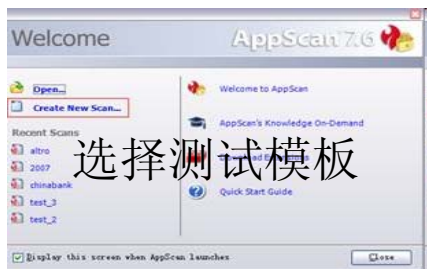 Welcome
AppScan 7.6
Open...
Create New Scan...
Recent Scans
altro
2007
chinabank
test_3
test_2
Welcome to AppScan
AppScan's Knowledge On-Demand
Download Extensions
Quick Start Guide
选择测试模板
Display this screen when AppScan launches
Close